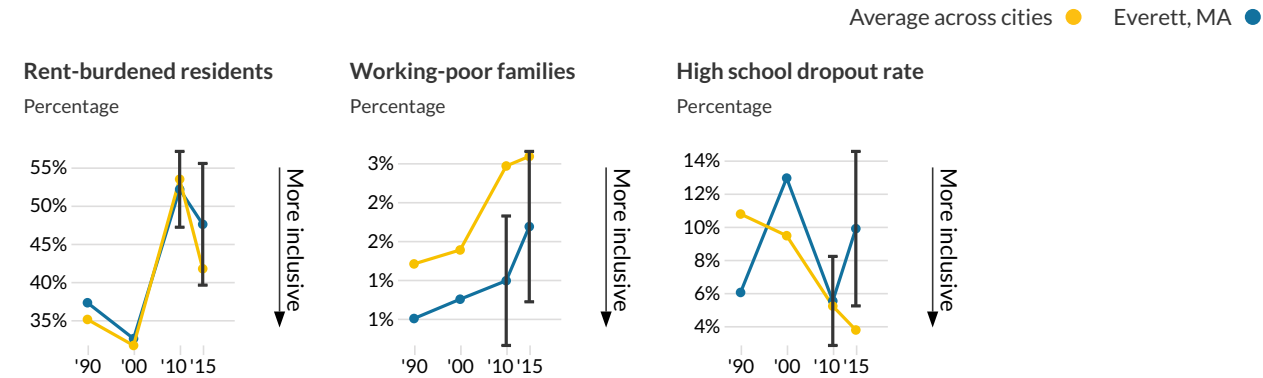 Average across cities Everett, MA
Rent-burdened residents
Percentage
55%
50%
45%
40%
35%
'90 '00 '10 '15
More inclusive
Working-poor families
Percentage
3%
2%
2%
1%
1%
'90 '00 '10 '15
More inclusive
High school dropout rate
Percentage
14%
12%
10%
8%
6%
4%
'90 '00 '10 '15
More inclusive